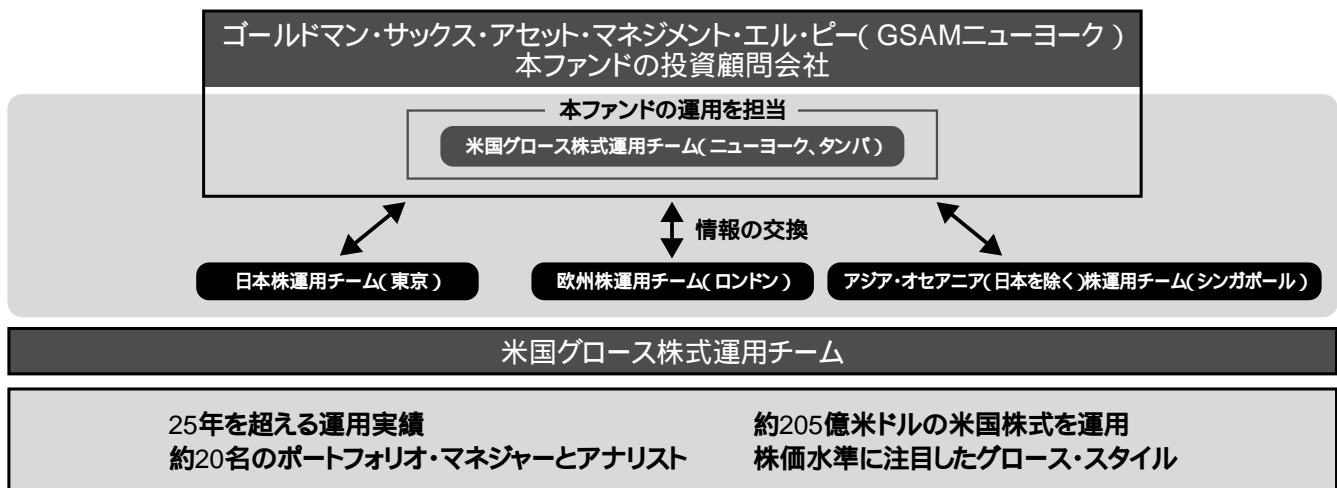 ゴールドマン・サックス・アセット・マネジメント・エル・ピー(GSAMニューヨーク)
本ファンドの投資顧問会社
本ファンドの運用を担当
米国グロース株式運用チーム(ニューヨーク、タンパ)
情報の交換
日本株運用チーム(東京)
欧州株運用チーム(ロンドン)
アジア・オセアニア(日本を除く)株運用チーム(シンガポール)
米国グロース株式運用チーム
25年を超える運用実績
約20名のポートフォリオ・マネジャーとアナリスト
約205億米ドルの米国株式を運用
株価水準に注目したグロース・スタイル